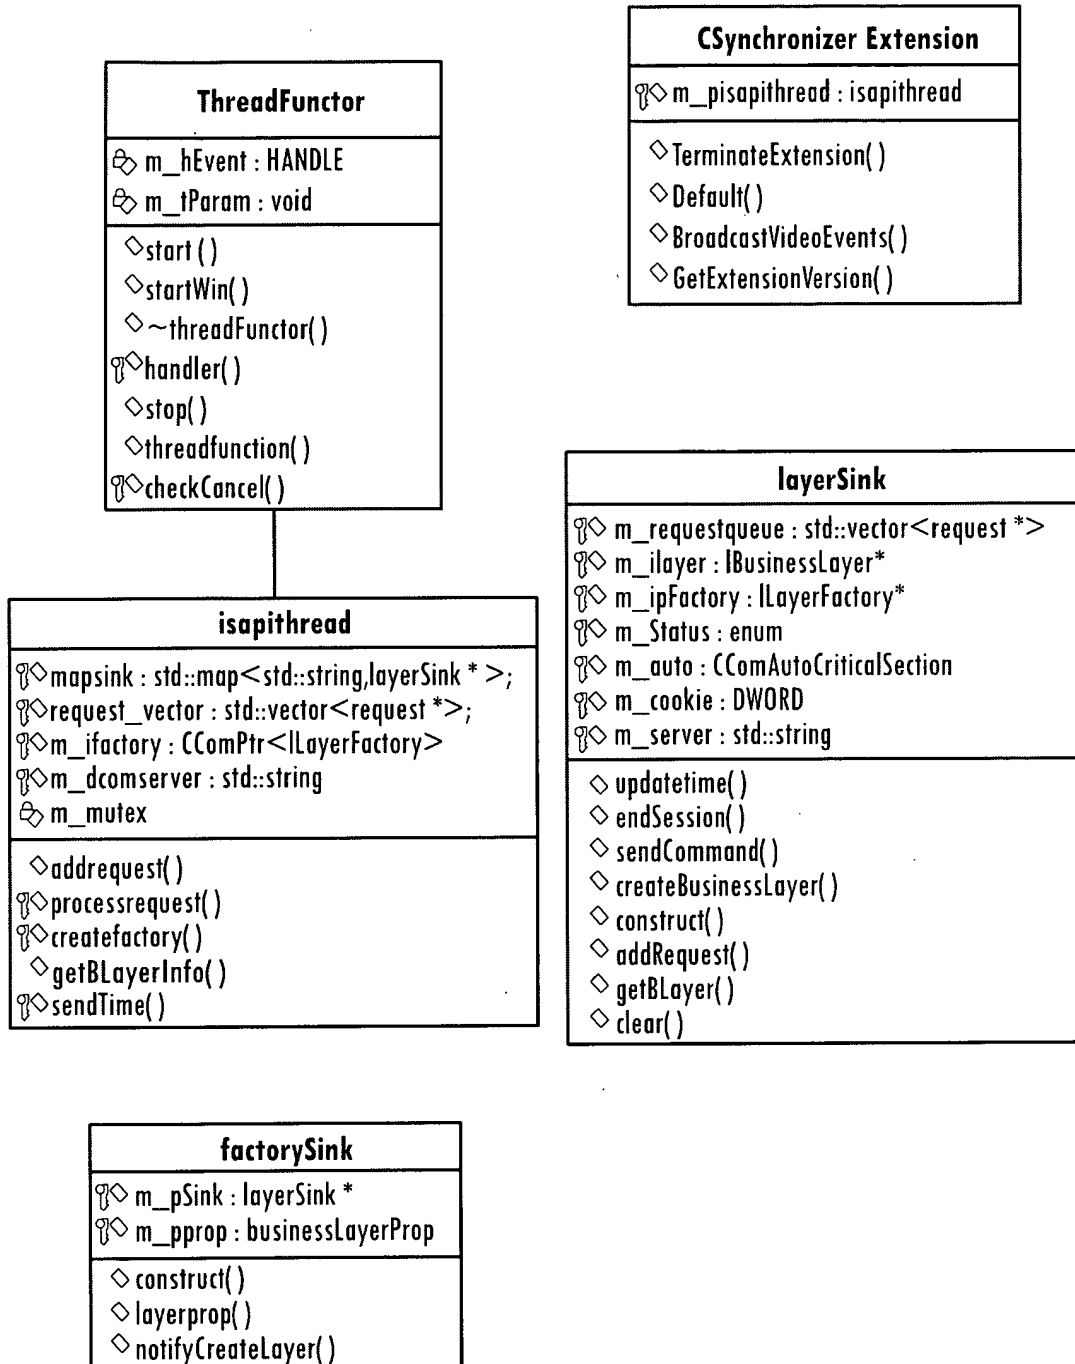 ThreadFunctor
m_hEvent : HANDLE
m_tParam : void
start ( )
startWin( )
~threadFunctor( )
handler( )
stop( )
threadfunction( )
checkCancel( )
CSynchronizer Extension
m_pisapithread : isapithread
TerminateExtension( )
Default( )
BroadcastVideoEvents( )
GetExtensionVersion( )
isapithread
mapsink : std::map<std::string,layerSink * >;
request_vector : std::vector<request *>;
m_ifactory : CComPtr<ILayerFactory>
m_dcomserver : std::string
m_mutex
addrequest( )
processrequest( )
createfactory( )
getBLayerInfo( )
sendTime( )
layerSink
m_requestqueue : std::vector<request *>
m_ilayer : IBusinessLayer*
m_ipFactory : ILayerFactory*
m_Status : enum
m_auto : CComAutoCriticalSection
m_cookie : DWORD
m_server : std::string
updatetime( )
endSession( )
sendCommand( )
createBusinessLayer( )
construct( )
addRequest( )
getBLayer( )
clear( )
factorySink
m_pSink : layerSink *
m_pprop : businessLayerProp
construct( )
layerprop( )
notifyCreateLayer( )